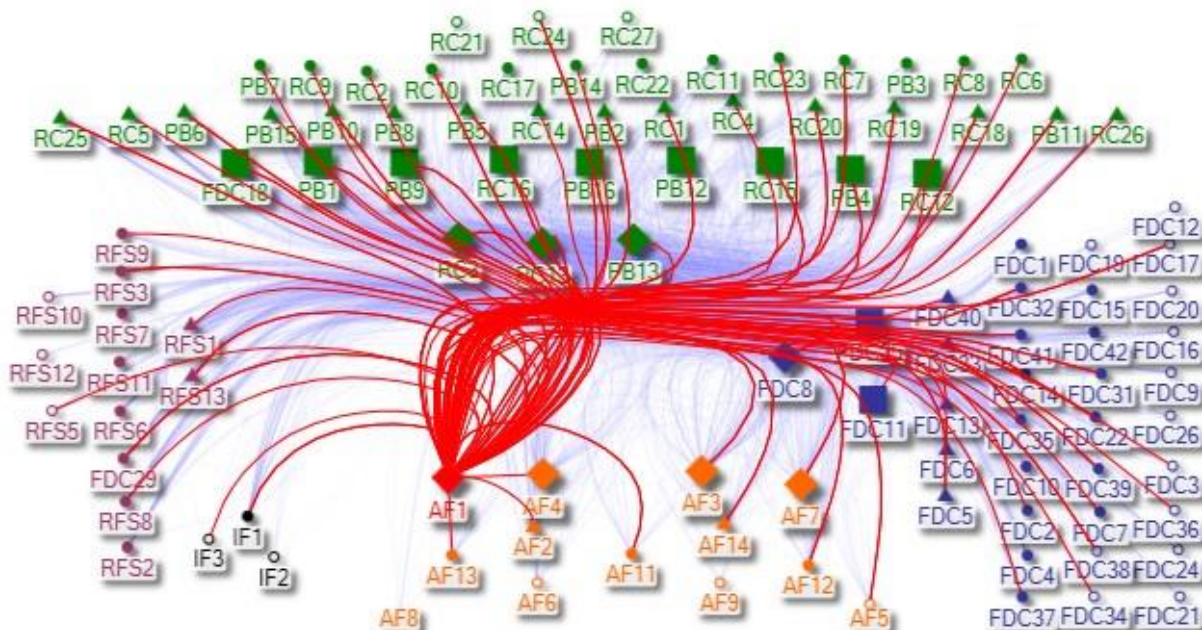 RC21
RC24
RC27
PB7
RC9
RC2
RC10
RC17
PB14
RC22
RC11
RC23
RC7
PB3
RC8
RC6
RC25
RC5
PB6
PB15
PB10
PB8
PB5
RC14
PB2
RC1
RC4
RC20
RC19
RC18
PB11
RC26
FDC18
PB1
PB9
RC16
PB16
PB12
RC15
PB4
RC12
PB13
FDC12
RFS9
FDC1
FDC19
FDC17
RFS3
RFS10
RFS7
RFS1
FDC40
FDC32
FDC15
FDC20
RFS12
RFS11
RFS13
FDC8
FDC41
FDC42
FDC16
FDC14
FDC31
FDC9
RFS5
RFS6
FDC11
FDC13
FDC35
FDC22
FDC26
FDC29
FDC6
FDC10
FDC39
FDC3
RFS8
IF3
IF1
IF2
AF1
AF4
AF3
AF7
FDC5
FDC2
FDC7
FDC36
RFS2
AF13
AF2
AF11
AF14
AF12
FDC4
FDC38
FDC24
AF8
AF6
AF9
AF5
FDC37
FDC34
FDC21